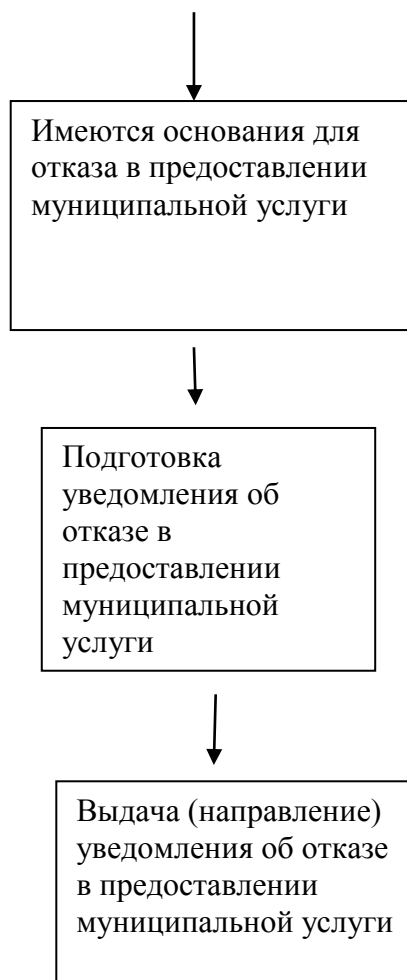 Имеются основания для
отказа в предоставлении
муниципальной услуги
Подготовка
уведомления об
отказе в
предоставлении
муниципальной
услуги
Выдача (направление)
уведомления об отказе
в предоставлении
муниципальной услуги